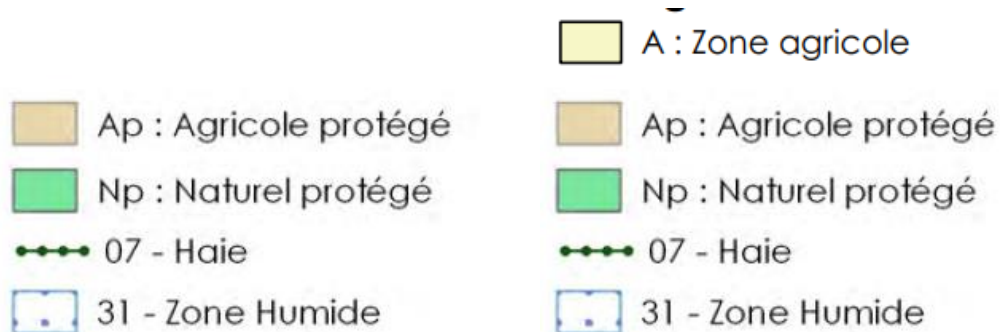 A : Zone agricole
Ap : Agricole protégé
Ap : Agricole protégé
Np : Naturel protégé
Np : Naturel protégé
07 - Haie
07 - Haie
31 - Zone Humide
31 - Zone Humide